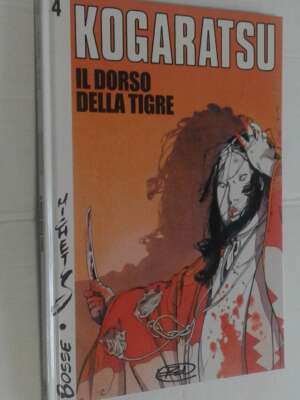 4
KOGARATSU
IL DORSO
DELLA TIGRE
BOSSE • MICHETZ